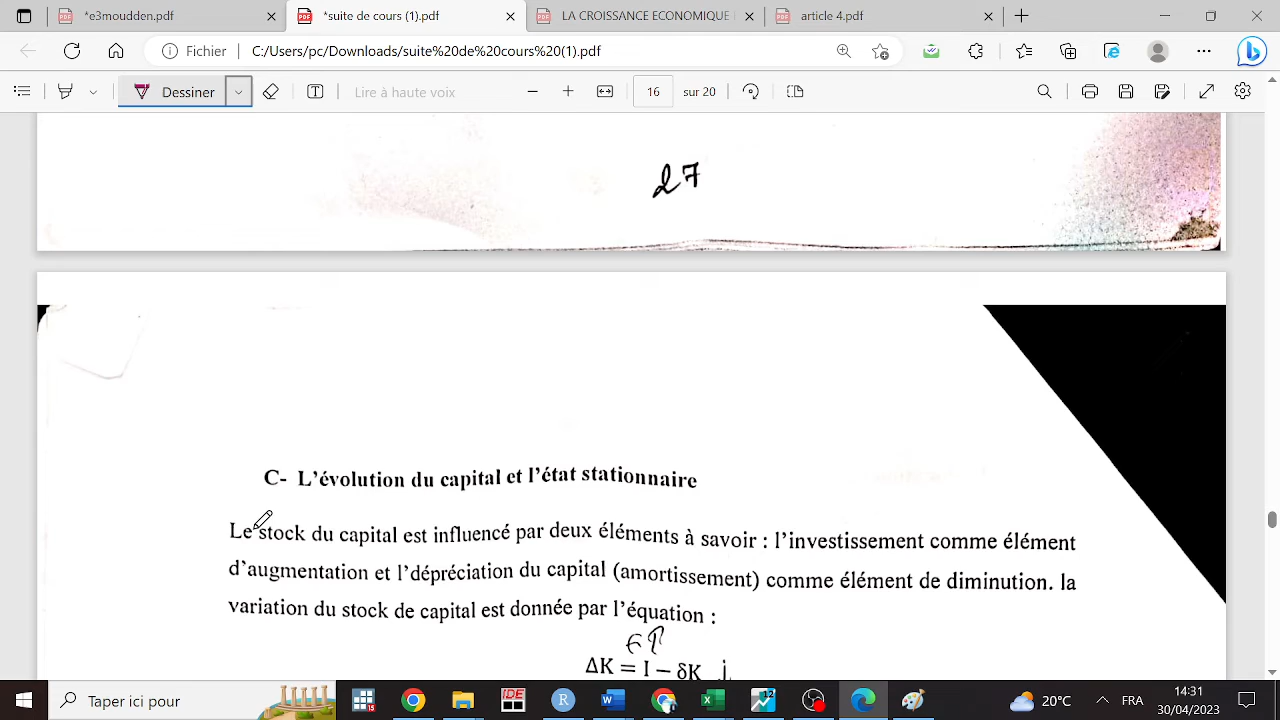 e3mouudden.pdf
*suite de cours (1).pdf
LA CROISSANCE ECONOMIQUE
article 4.pdf
Fichier C:/Users/pc/Downloads/suite%20de%20cours%20(1).pdf
Dessiner
Lire à haute voix
16 sur 20
27
C- L'évolution du capital et l'état stationnaire
Le stock du capital est influencé par deux éléments à savoir : l'investissement comme élément
d'augmentation et l'dépréciation du capital (amortissement) comme élément de diminution. la
variation du stock de capital est donnée par l'équation :
ΔK = I − δK
Taper ici pour
IDE
R
12
15
20°C
FRA
14:31
30/04/2023